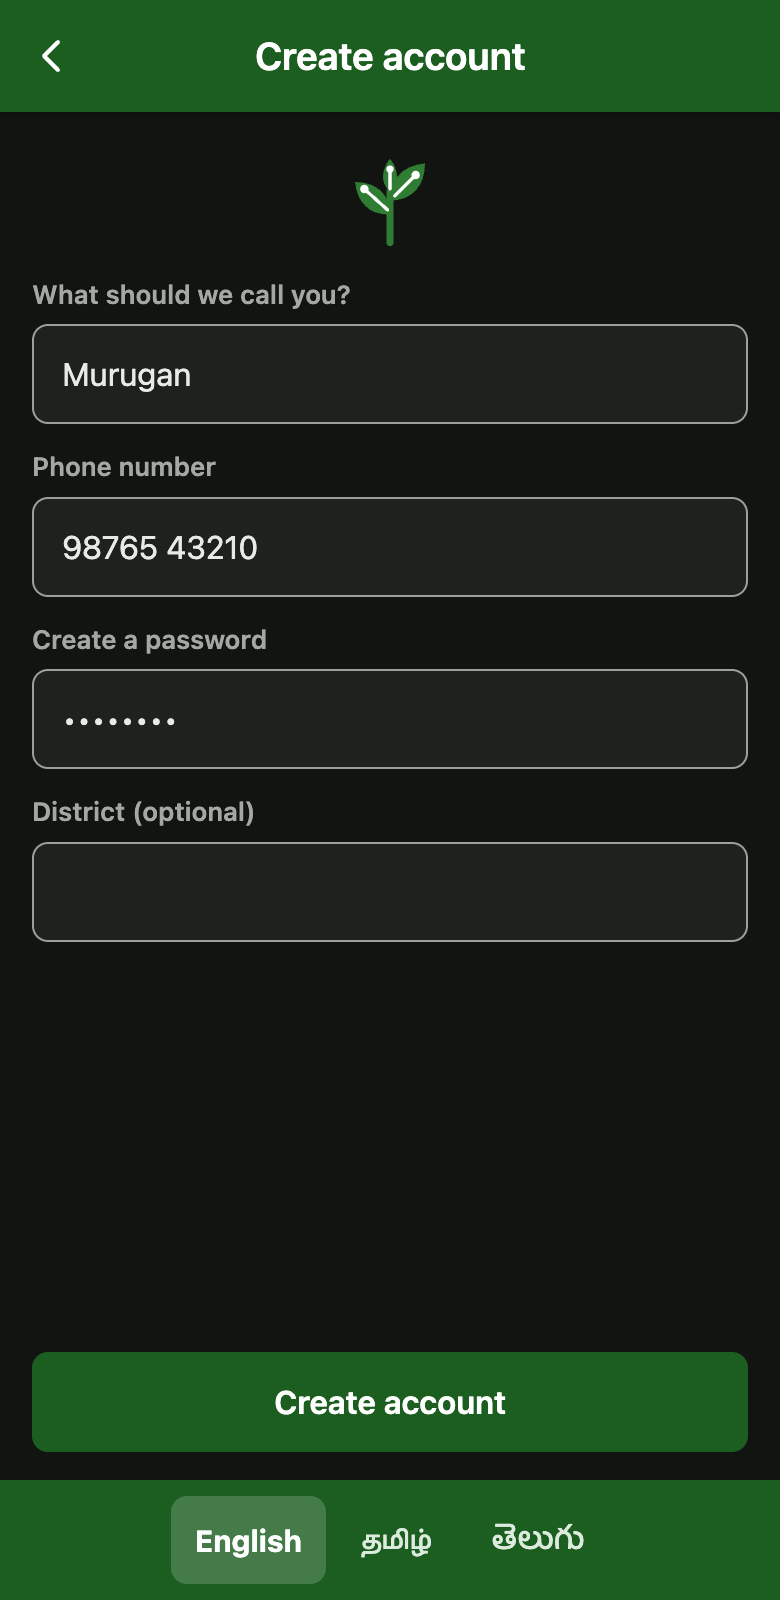 Create account
What should we call you?
Murugan
Phone number
98765 43210
Create a password
••••••••
District (optional)
Create account
English
தமிழ்
తెలుగు